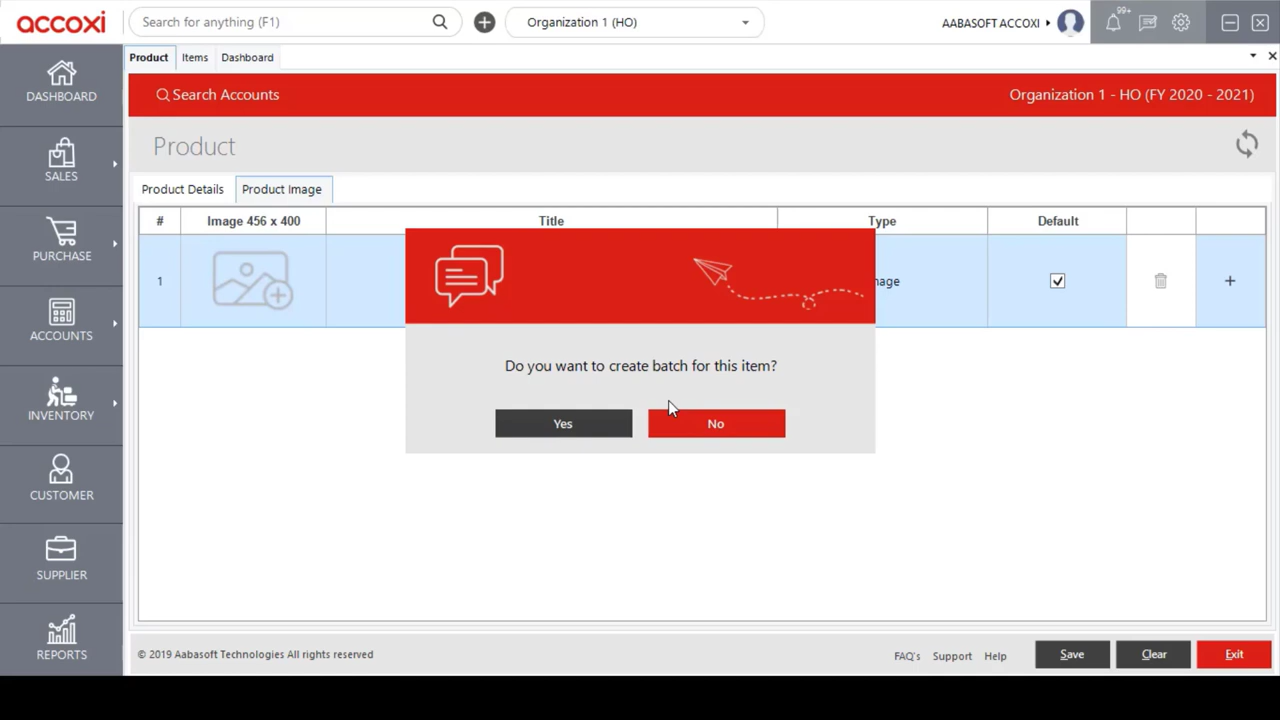 accoxi
Search for anything (F1)
Organization 1 (HO)
AABASOFT ACCOXI
99+
Product
Items
Dashboard
DASHBOARD
SALES
PURCHASE
ACCOUNTS
INVENTORY
CUSTOMER
SUPPLIER
REPORTS
Search Accounts
Organization 1 - HO (FY 2020 - 2021)
Product
Product Details
Product Image
# Image 456 x 400 Title Type Default
1
mage
+
Do you want to create batch for this item?
Yes
No
© 2019 Aabasoft Technologies All rights reserved
FAQ's
Support
Help
Save
Clear
Exit